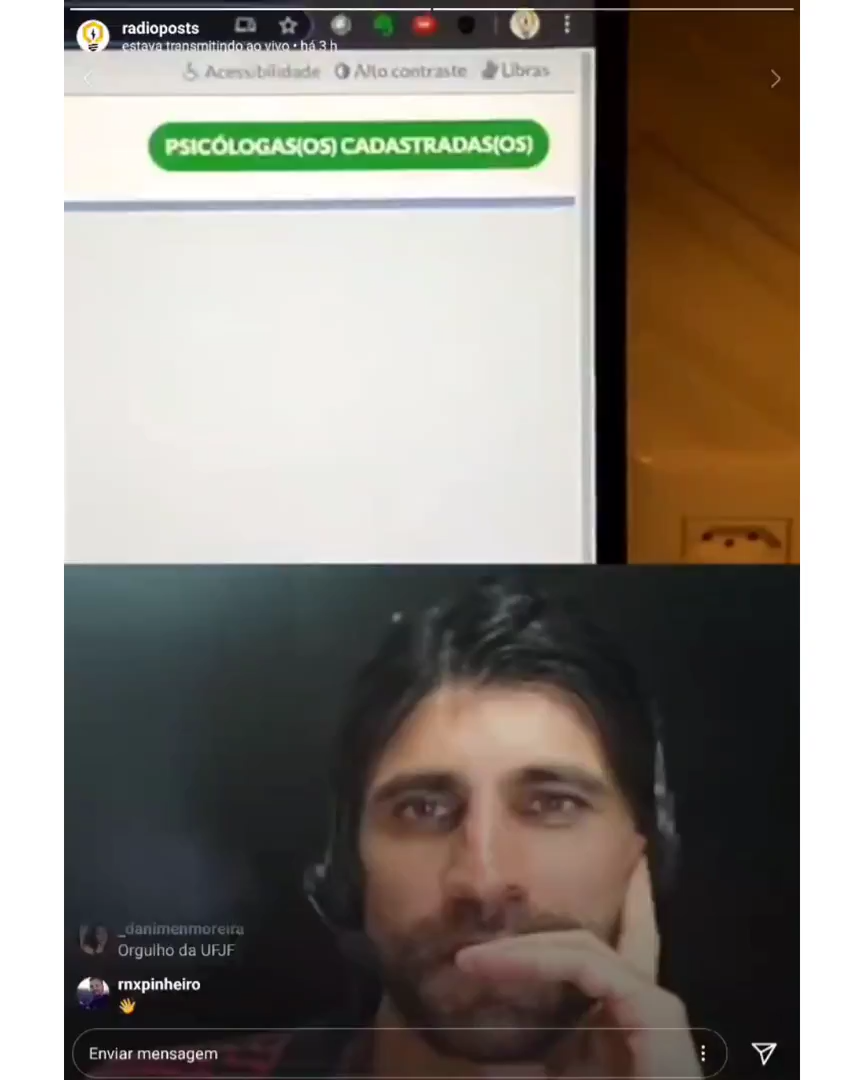 radioposts
estava transmitindo ao vivo • há 3 h
Acessibilidade Alto contraste Libras
PSICÓLOGAS(OS) CADASTRADAS(OS)
_danimenmoreira
Orgulho da UFJF
rnxpinheiro
👋
Enviar mensagem